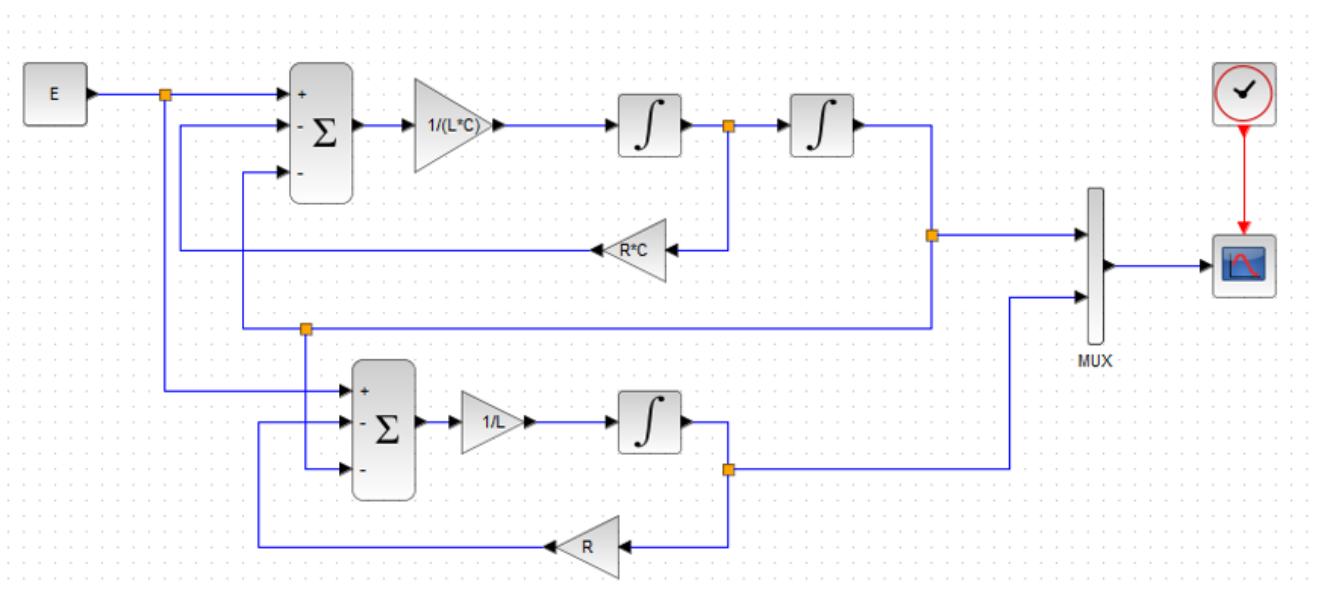 E
+
-
-
Σ
1/(L*C)
∫
∫
R*C
MUX
+
-
-
Σ
1/L
∫
R